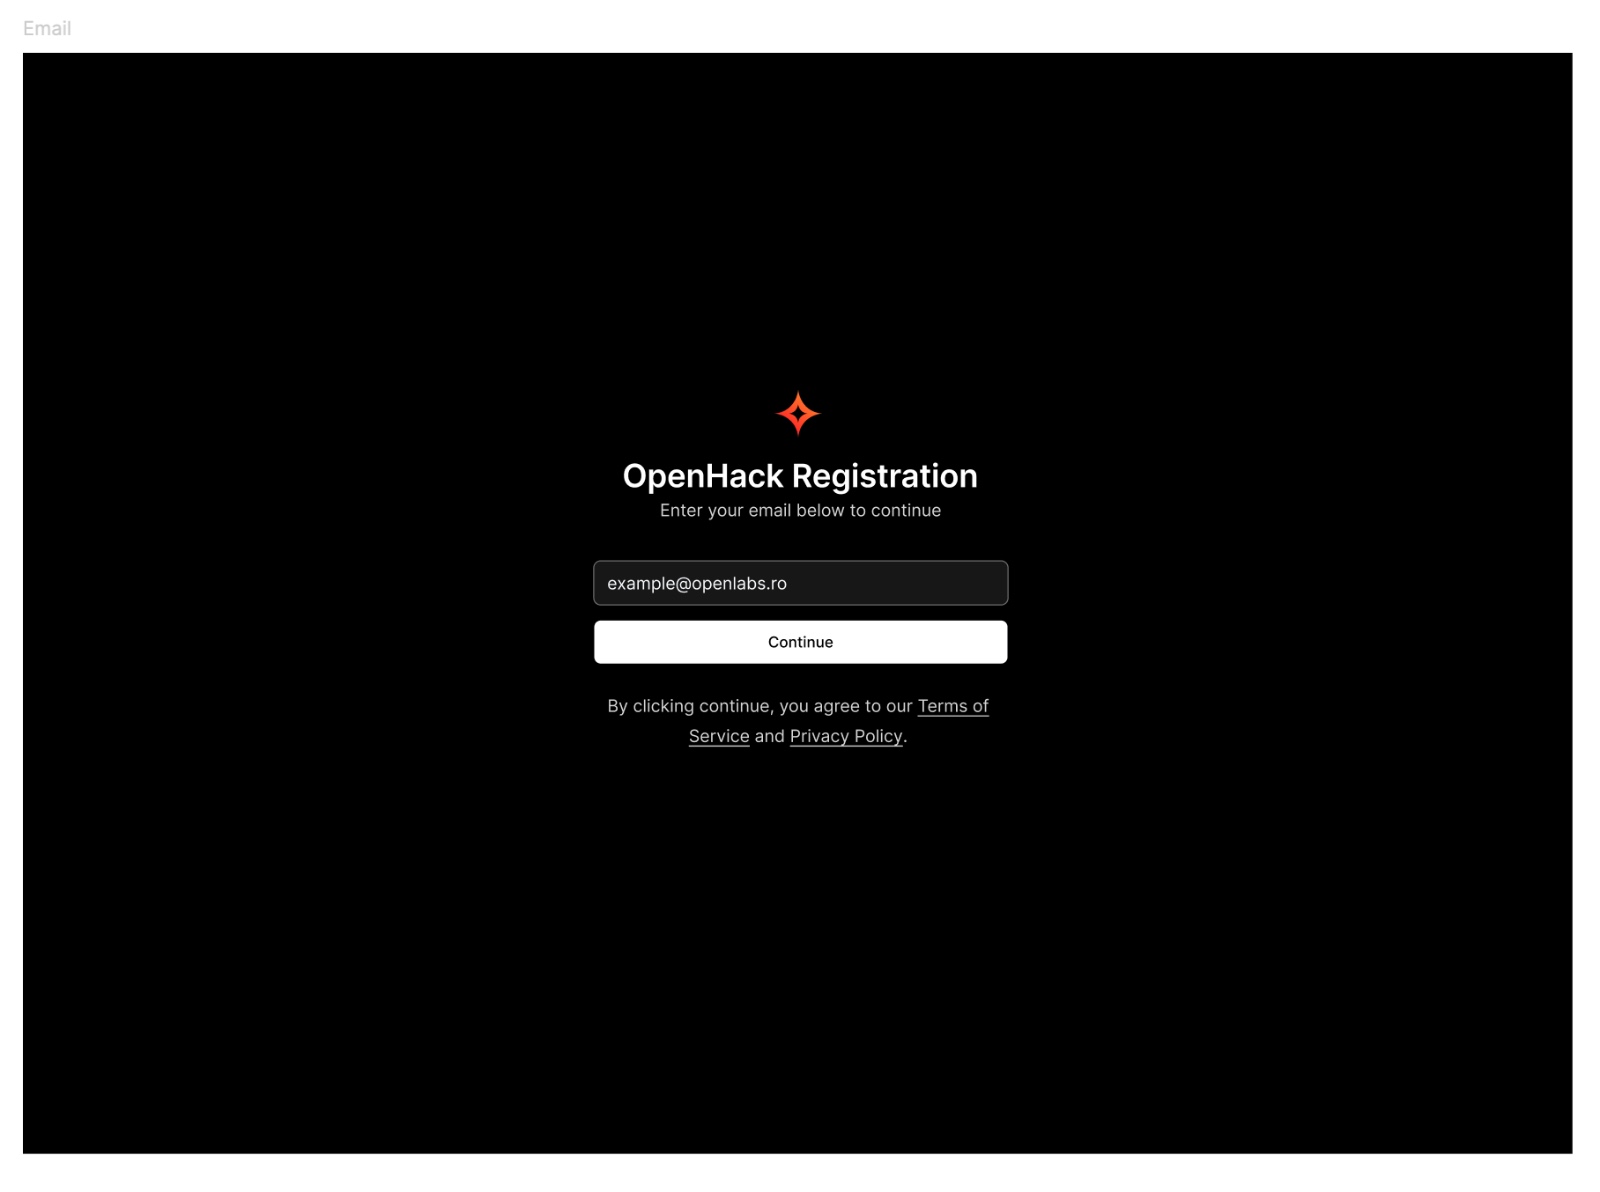 Email
OpenHack Registration
Enter your email below to continue
example@openlabs.ro
Continue
By clicking continue, you agree to our Terms of
Service and Privacy Policy.